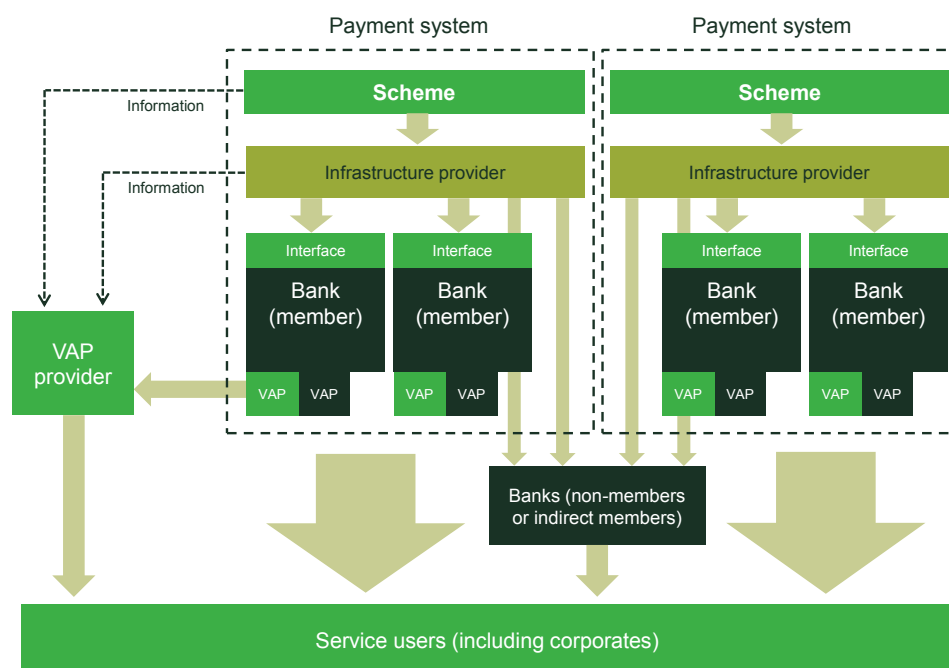 Payment system
Payment system
Scheme
Scheme
Information
Infrastructure provider
Infrastructure provider
Information
Interface
Interface
Interface
Interface
Bank
(member)
Bank
(member)
Bank
(member)
Bank
(member)
VAP
provider
VAP
VAP
VAP
VAP
VAP
VAP
VAP
VAP
Banks (non-members
or indirect members)
Service users (including corporates)